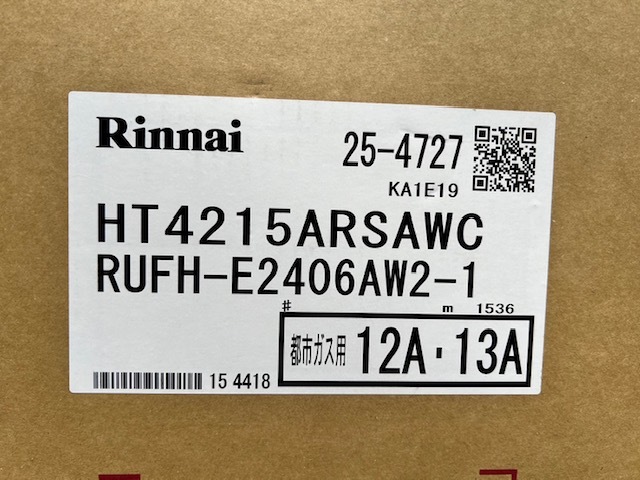 Rinnai
25-4727
KA1E19
HT4215ARSAWC
RUFH-E2406AW2-1
# m 1536
都市ガス用 12A・13A
15 4418